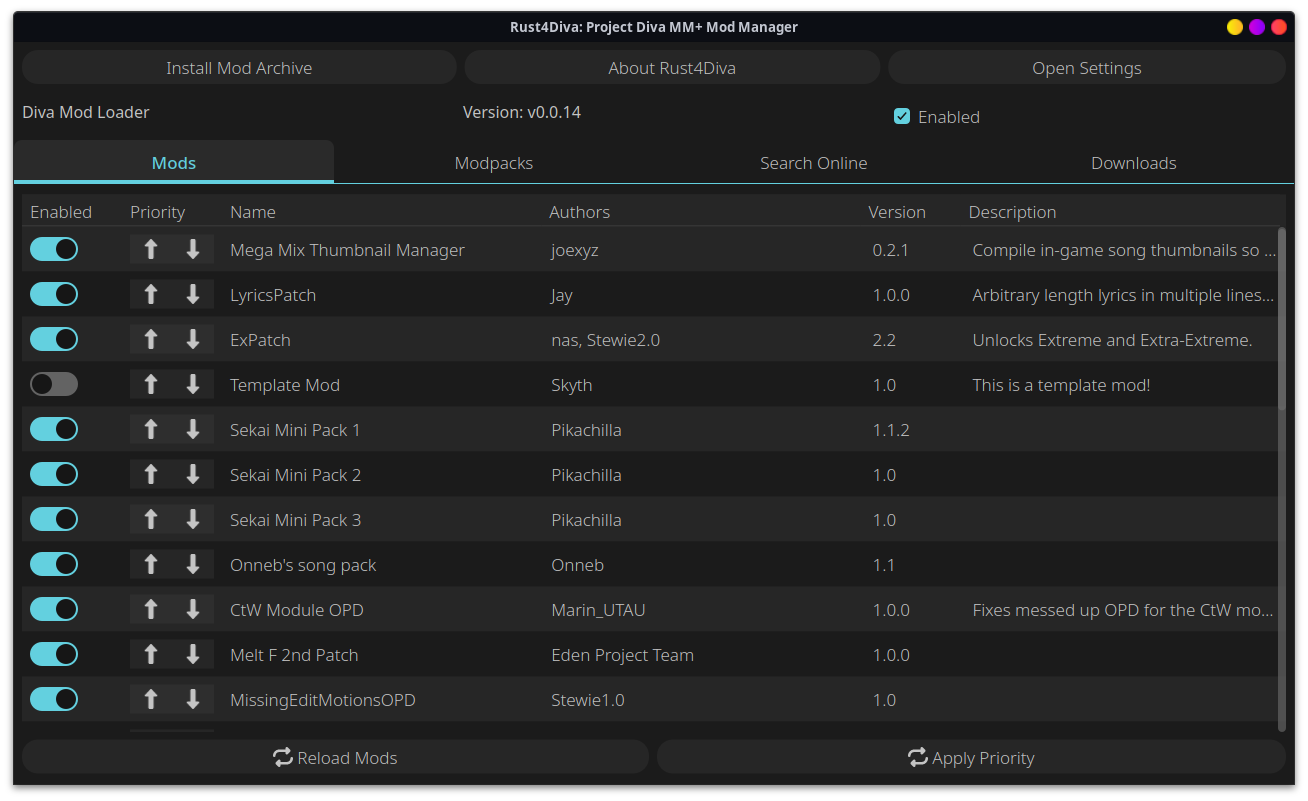 Rust4Diva: Project Diva MM+ Mod Manager
Install Mod Archive About Rust4Diva Open Settings
Diva Mod Loader Version: v0.0.14 Enabled
Mods Modpacks Search Online Downloads
Enabled Priority Name Authors Version Description
Mega Mix Thumbnail Manager joexyz 0.2.1 Compile in-game song thumbnails so ...
LyricsPatch Jay 1.0.0 Arbitrary length lyrics in multiple lines...
ExPatch nas, Stewie2.0 2.2 Unlocks Extreme and Extra-Extreme.
Template Mod Skyth 1.0 This is a template mod!
Sekai Mini Pack 1 Pikachilla 1.1.2
Sekai Mini Pack 2 Pikachilla 1.0
Sekai Mini Pack 3 Pikachilla 1.0
Onneb's song pack Onneb 1.1
CtW Module OPD Marin_UTAU 1.0.0 Fixes messed up OPD for the CtW mo...
Melt F 2nd Patch Eden Project Team 1.0.0
MissingEditMotionsOPD Stewie1.0 1.0
Reload Mods Apply Priority